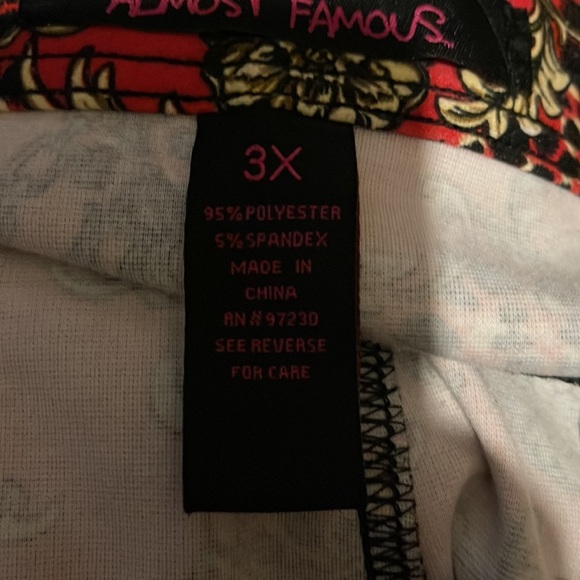 ALMOST FAMOUS
3X
95% POLYESTER
5% SPANDEX
MADE IN
CHINA
RN # 97230
SEE REVERSE
FOR CARE